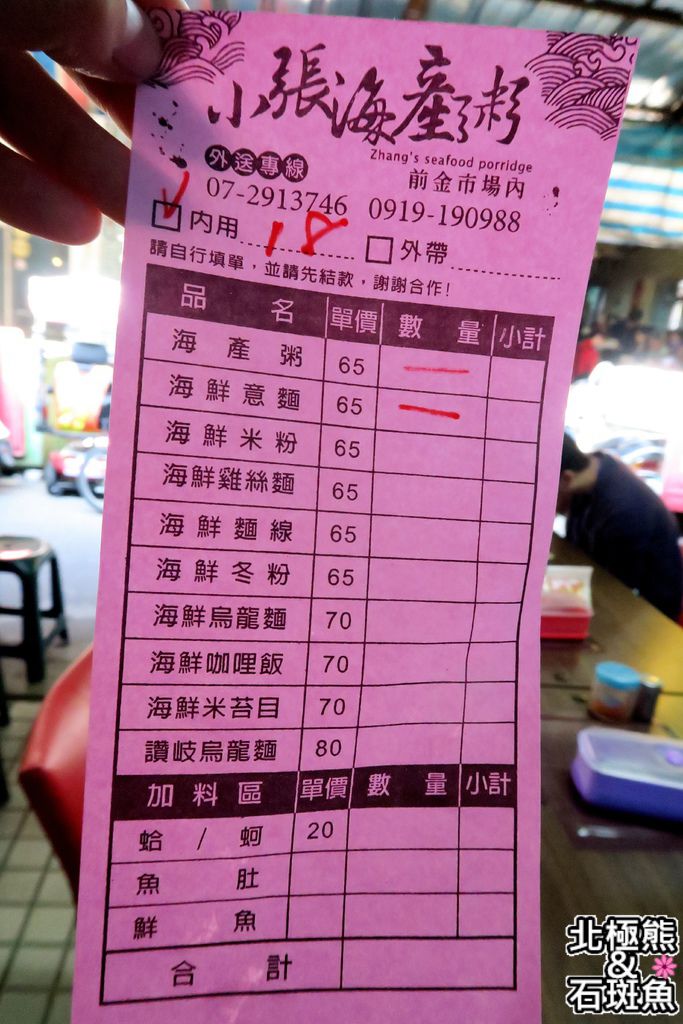 小張海產粥
Zhang's seafood porridge
外送專線
前金市場內
07-2913746 0919-190988
內用 18 外帶
請自行填單,並請先結款,謝謝合作!
品名 單價 數量 小計
海產粥 65 一
海鮮意麵 65 一
海鮮米粉 65
海鮮雞絲麵 65
海鮮麵線 65
海鮮冬粉 65
海鮮烏龍麵 70
海鮮咖哩飯 70
海鮮米苔目 70
讚岐烏龍麵 80
加料區 單價 數量 小計
蛤/蚵 20
魚肚
鮮魚
合計
北極熊
&
石斑魚